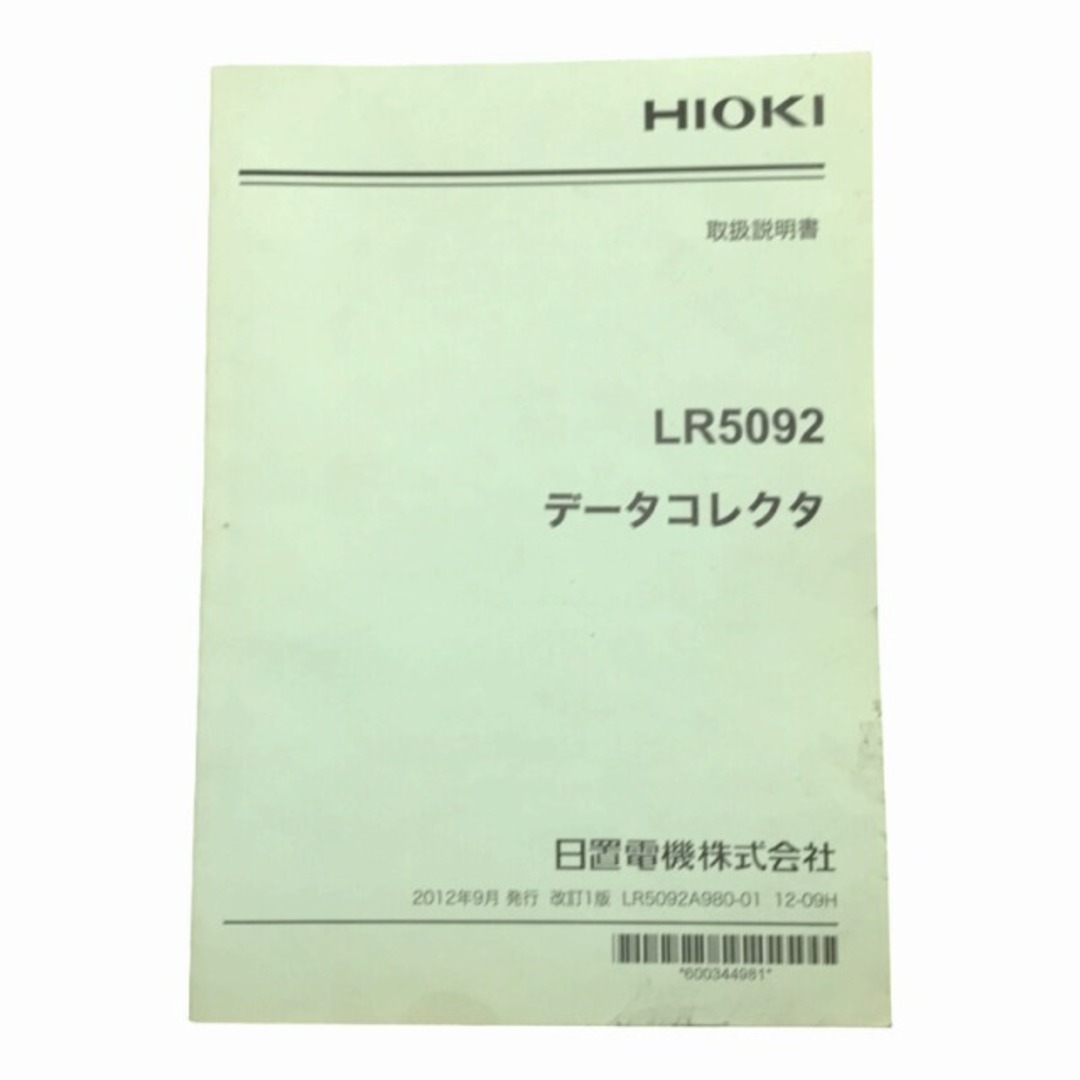 HIOKI
取扱説明書
LR5092
データコレクタ
日置電機株式会社
2012年9月 発行 改訂1版 LR5092A980-01 12-09H
*600344981*